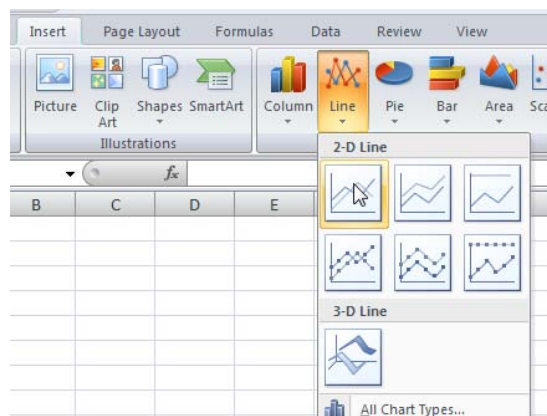 Insert Page Layout Formulas Data Review View
Picture Clip Art Shapes SmartArt Column Line Pie Bar Area
Illustrations
2-D Line
fx
B C D E
3-D Line
All Chart Types...